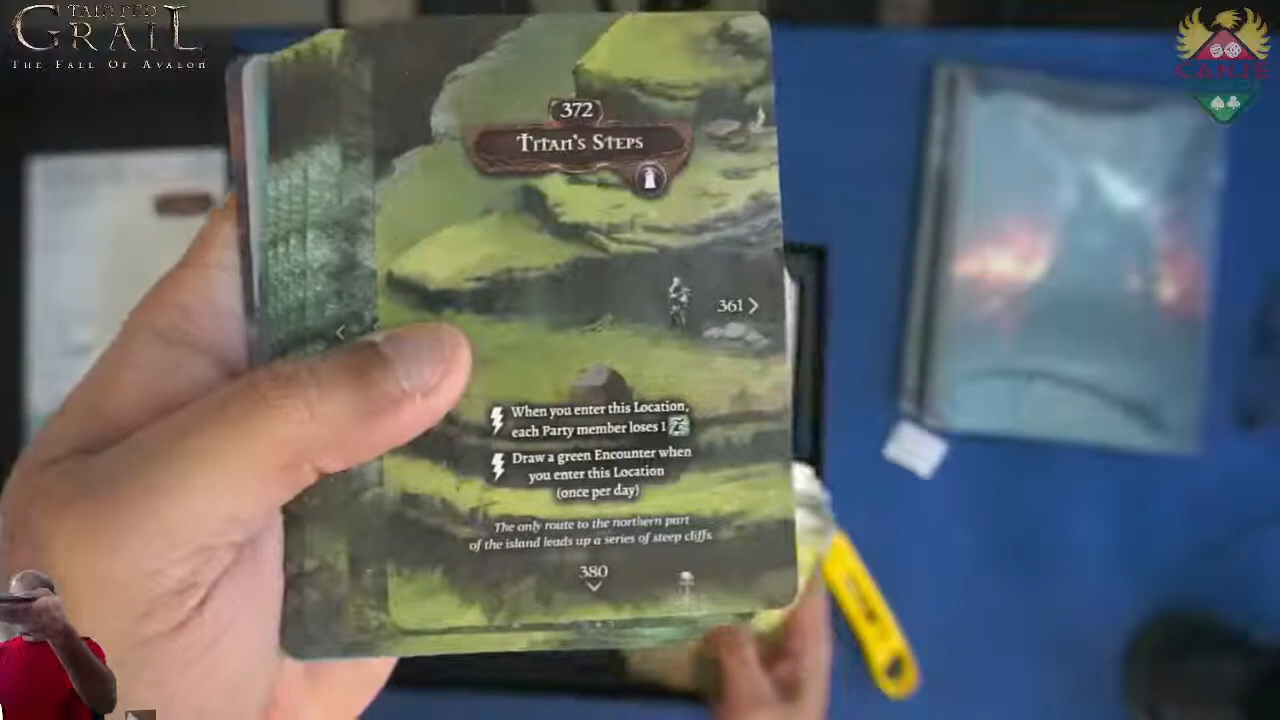 TAINTED
GRAIL
THE FALL OF AVALON
CANJE
372
TITAN'S STEPS
361
When you enter this Location,
each Party member loses 1
Draw a green Encounter when
you enter this Location
(once per day)
The only route to the northern part
of the island leads up a series of steep cliffs.
380